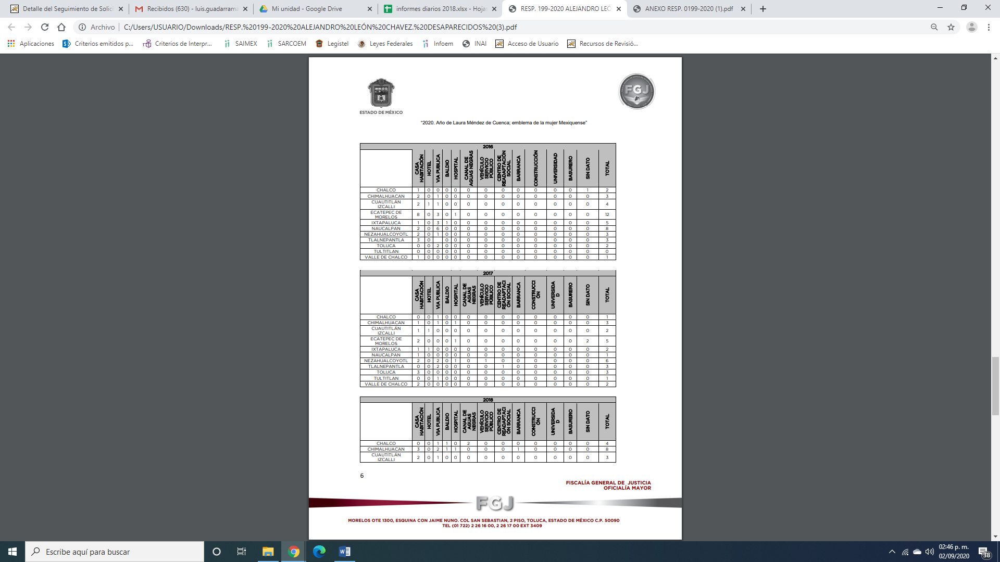 Detalle del Seguimiento de Solici
Recibidos (630) - luis.guadarrama
Mi unidad - Google Drive
informes diarios 2018.xlsx - Hojas
RESP. 199-2020 ALEJANDRO LEÓ
ANEXO RESP. 0199-2020 (1).pdf
Archivo | C:/Users/USUARIO/Downloads/RESP.%20199-2020%20ALEJANDRO%20LEÓN%20CHAVEZ.%20DESAPARECIDOS%20(3).pdf
Aplicaciones Criterios emitidos p... Criterios de Interpr... SAIMEX SARCOEM Legistel Leyes Federales Infoem INAI Acceso de Usuario Recursos de Revisió...
FGJ
ESTADO DE MÉXICO
“2020. Año de Laura Méndez de Cuenca; emblema de la mujer Mexiquense”
2016
CASA HABITACIÓN HOTEL VIA PUBLICA BALDIO HOSPITAL CANAL DE AGUAS NEGRAS VEHÍCULO SERVICIO PÚBLICO CENTRO DE READAPTACIÓN SOCIAL BARRANCA CONSTRUCCIÓN UNIVERSIDAD BASURERO SIN DATO TOTAL
CHALCO 1 0 0 0 0 0 0 0 0 0 0 0 1 2
CHIMALHUACAN 2 0 1 0 0 0 0 0 0 0 0 0 0 3
CUAUTITLÁN IZCALLI 2 1 1 0 0 0 0 0 0 0 0 0 0 4
ECATEPEC DE MORELOS 8 0 3 0 1 0 0 0 0 0 0 0 0 12
IXTAPALUCA 1 0 3 1 0 0 0 0 0 0 0 0 0 5
NAUCALPAN 2 0 6 0 0 0 0 0 0 0 0 0 0 8
NEZAHUALCOYOTL 2 0 1 0 0 0 0 0 0 0 0 0 0 3
TLALNEPANTLA 3 0 0 0 0 0 0 0 0 0 0 0 3
TOLUCA 0 0 2 0 0 0 0 0 0 0 0 0 0 2
TULTITLAN 0 0 0 0 0 0 0 0 0 0 0 0 0 0
VALLE DE CHALCO 1 0 0 0 0 0 0 0 0 0 0 0 0 1
2017
CASA HABITACIÓN HOTEL VIA PUBLICA BALDIO HOSPITAL CANAL DE AGUAS NEGRAS VEHÍCULO SERVICIO PÚBLICO CENTRO DE READAPTACI ÓN SOCIAL BARRANCA CONSTRUCCI ÓN UNIVERSIDA D BASURERO SIN DATO TOTAL
CHALCO 0 0 1 0 0 0 0 0 0 0 0 0 0 1
CHIMALHUACAN 1 0 1 0 1 0 0 0 0 0 0 0 0 3
CUAUTITLÁN IZCALLI 1 1 0 0 0 0 0 0 0 0 0 0 0 2
ECATEPEC DE MORELOS 2 0 0 0 1 0 0 0 0 0 0 0 2 5
IXTAPALUCA 1 1 0 0 0 0 0 0 0 0 0 0 0 2
NAUCALPAN 1 0 0 0 0 0 0 0 0 0 0 0 0 1
NEZAHUALCOYOTL 2 0 2 0 1 0 1 0 0 0 0 0 0 6
TLALNEPANTLA 0 0 2 0 0 0 0 1 0 0 0 0 0 3
TOLUCA 3 0 0 0 0 0 0 0 0 0 0 0 0 3
TULTITLAN 0 0 1 0 0 0 0 0 0 0 0 0 0 1
VALLE DE CHALCO 2 0 0 0 0 0 0 0 0 0 0 0 0 2
2018
CASA HABITACIÓN HOTEL VIA PUBLICA BALDIO HOSPITAL CANAL DE AGUAS NEGRAS VEHÍCULO SERVICIO PÚBLICO CENTRO DE READAPTACI ÓN SOCIAL BARRANCA CONSTRUCCI ÓN UNIVERSIDA D BASURERO SIN DATO TOTAL
CHALCO 0 0 1 1 0 2 0 0 0 0 0 0 0 4
CHIMALHUACAN 3 0 2 1 1 0 0 0 1 0 0 0 0 8
CUAUTITLÁN IZCALLI 2 0 1 0 0 0 0 0 0 0 0 0 0 3
6
FISCALÍA GENERAL DE JUSTICIA
OFICIALÍA MAYOR
FGJ
MORELOS OTE 1300, ESQUINA CON JAIME NUNO. COL SAN SEBASTIAN, 2 PISO, TOLUCA, ESTADO DE MÉXICO C.P. 50090
TEL (01 722) 2 26 16 00, 2 26 17 00 EXT 3409
Escribe aquí para buscar
02:46 p. m.
02/09/2020
38